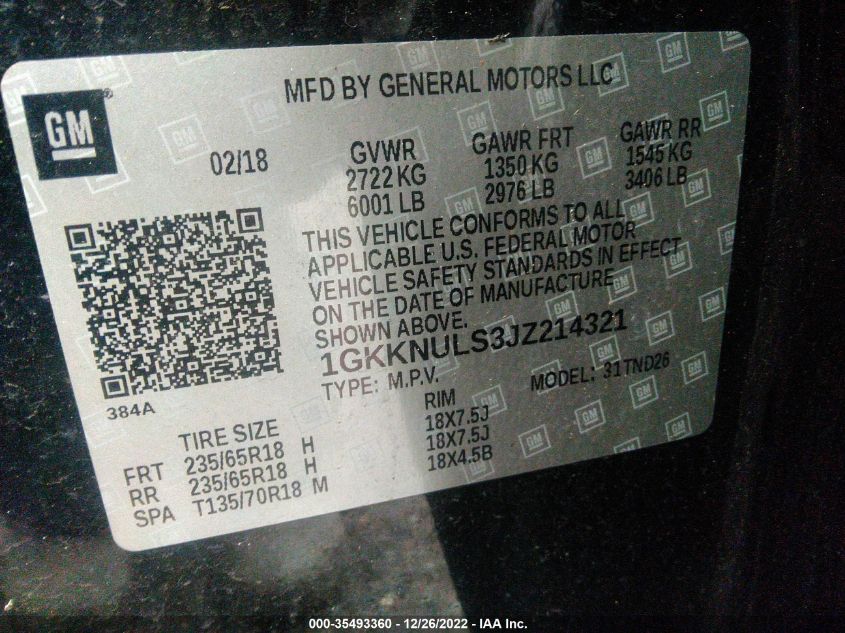 MFD BY GENERAL MOTORS LLC
GM ®
02/18
GVWR GAWR FRT GAWR RR
2722 KG 1350 KG 1545 KG
6001 LB 2976 LB 3406 LB
THIS VEHICLE CONFORMS TO ALL
APPLICABLE U.S. FEDERAL MOTOR
VEHICLE SAFETY STANDARDS IN EFFECT
ON THE DATE OF MANUFACTURE
SHOWN ABOVE.
1GKKNULS3JZ214321
TYPE: M.P.V. MODEL: 31TND26
384A
TIRE SIZE RIM
FRT 235/65R18 H 18X7.5J
RR 235/65R18 H 18X7.5J
SPA T135/70R18 M 18X4.5B
000-35493360 - 12/26/2022 - IAA Inc.